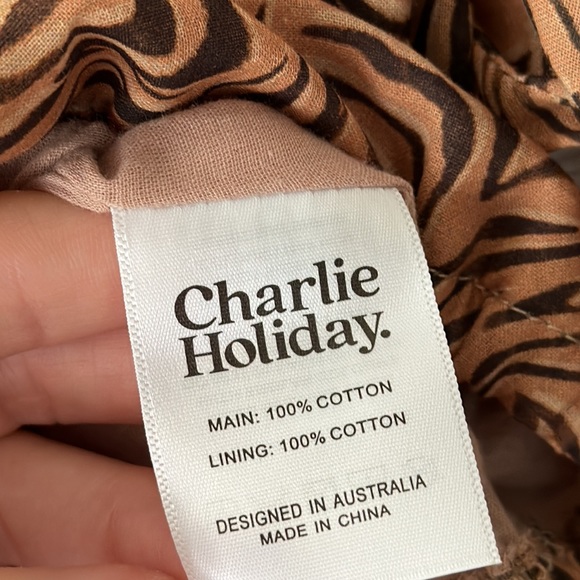 Charlie
Holiday.
MAIN: 100% COTTON
LINING: 100% COTTON
DESIGNED IN AUSTRALIA
MADE IN CHINA